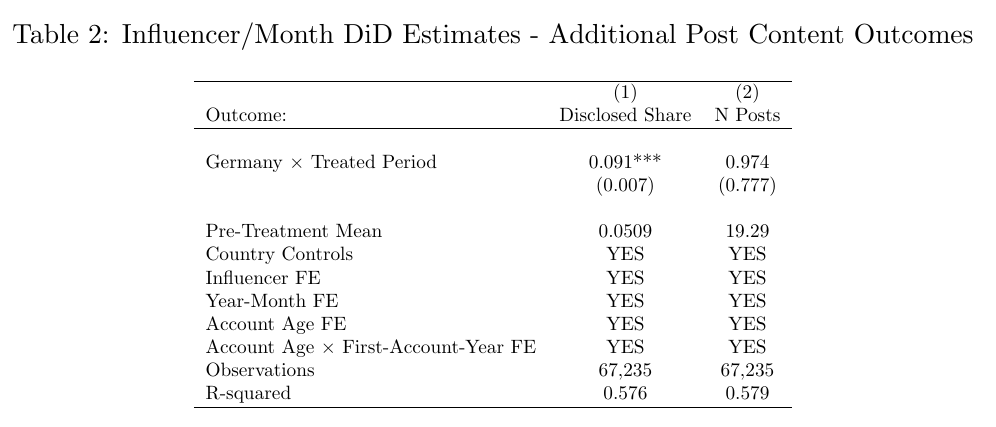 Table 2: Influencer/Month DiD Estimates - Additional Post Content Outcomes
(1) (2)
Outcome: Disclosed Share N Posts
Germany × Treated Period 0.091*** 0.974
(0.007) (0.777)
Pre-Treatment Mean 0.0509 19.29
Country Controls YES YES
Influencer FE YES YES
Year-Month FE YES YES
Account Age FE YES YES
Account Age × First-Account-Year FE YES YES
Observations 67,235 67,235
R-squared 0.576 0.579